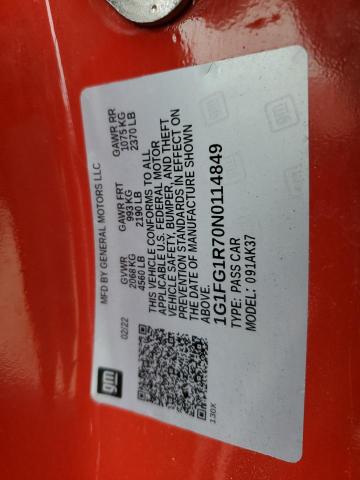 MFD BY GENERAL MOTORS LLC
02/22 GVWR GAWR FRT GAWR RR
2068 KG 993 KG 1075 KG
4560 LB 2190 LB 2370 LB
THIS VEHICLE CONFORMS TO ALL
APPLICABLE U.S. FEDERAL MOTOR
VEHICLE SAFETY, BUMPER, AND THEFT
PREVENTION STANDARDS IN EFFECT ON
THE DATE OF MANUFACTURE SHOWN
ABOVE.
1G1FG1R70N0114849
TYPE: PASS CAR
MODEL: 091AK37
gm
130X